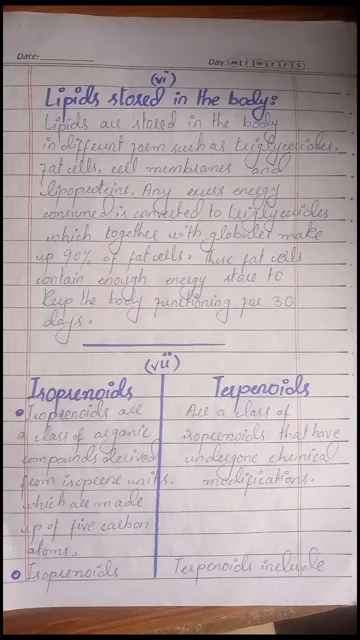 Date:
Day: M T W T F S
(vi)
Lipids stored in the body:
Lipids are stored in the body
in different form such as triglycerides,
fat cells, cell membranes and
lipoproteins. Any excess energy
consumed is converted to triglycerides
which together with globuler make
up 90% of fat cells. These fat cells
contain enough energy store to
keep the body functioning for 30
days.
(vii)
Isoprenoids Terpenoids
Isoprenoids are Are a class of
a class of organic isoprenoids that have
compounds derived undergone chemical
from isoprene units. modifications.
which are made
up of five carbon
atoms.
Isoprenoids Terpenoids include